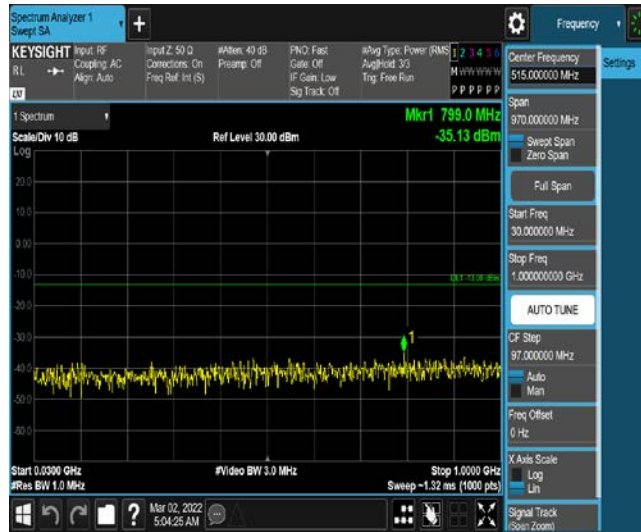 Spectrum Analyzer 1
Swept SA
+
Frequency
KEYSIGHT
Input: RF
Input Z: 50 Ω
#Atten: 40 dB
PNO: Fast
#Avg Type: Power (RMS
1 2 3 4 5 6
RL
Coupling: AC
Corrections: On
Preamp: Off
Gate: Off
Avg|Hold: 3/3
M W W W W W
Align: Auto
Freq Ref: Int (S)
IF Gain: Low
Trig: Free Run
LXI
Sig Track: Off
P P P P P P
1 Spectrum
Mkr1 799.0 MHz
Scale/Div 10 dB
Ref Level 30.00 dBm
-35.13 dBm
Log
20.0
10.0
0.00
-10.0
DL1 -13.00 dBm
-20.0
-30.0
1
-40.0
-50.0
-60.0
Start 0.0300 GHz
#Video BW 3.0 MHz
Stop 1.0000 GHz
#Res BW 1.0 MHz
Sweep ~1.32 ms (1000 pts)
Center Frequency
515.000000 MHz
Settings
Span
970.000000 MHz
Swept Span
Zero Span
Full Span
Start Freq
30.000000 MHz
Stop Freq
1.000000000 GHz
AUTO TUNE
CF Step
97.000000 MHz
Auto
Man
Freq Offset
0 Hz
X Axis Scale
Log
Lin
Signal Track
(Span Zoom)
?
Mar 02, 2022
5:04:25 AM